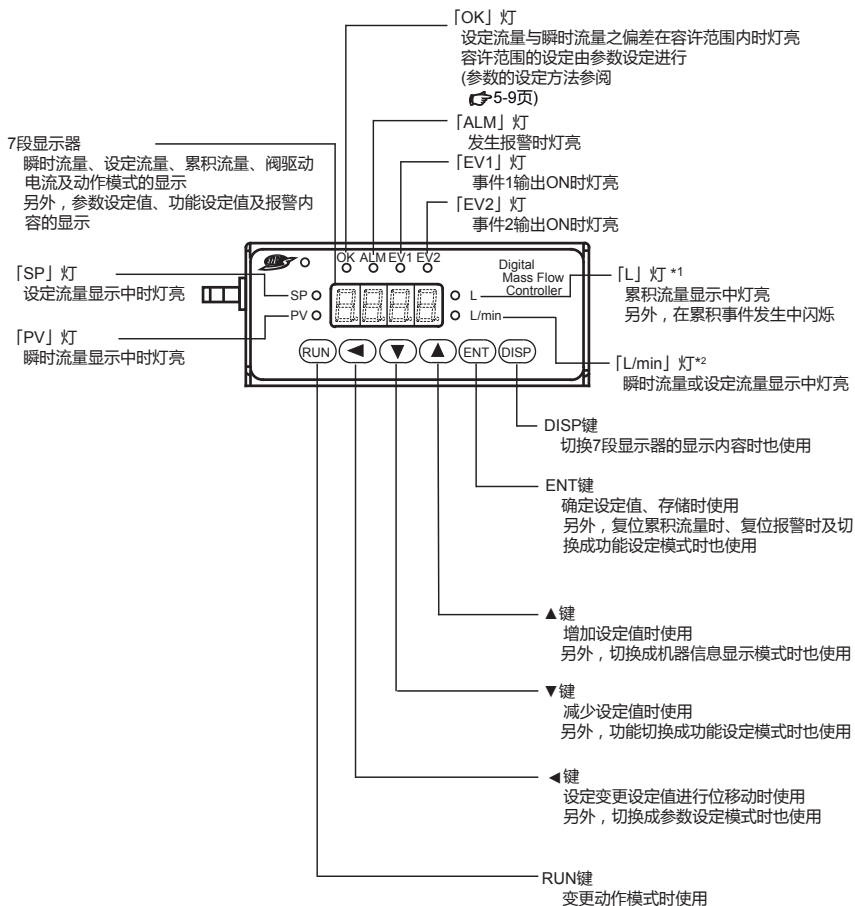 「OK」灯
设定流量与瞬时流量之偏差在容许范围内时灯亮
容许范围的设定由参数设定进行
(参数的设定方法参阅
5-9页)
「ALM」灯
发生报警时灯亮
「EV1」灯
事件1输出ON时灯亮
「EV2」灯
事件2输出ON时灯亮
7段显示器
瞬时流量、设定流量、累积流量、阀驱动
电流及动作模式的显示
另外，参数设定值、功能设定值及报警内
容的显示
「SP」灯
设定流量显示中时灯亮
「PV」灯
瞬时流量显示中时灯亮
OK ALM EV1 EV2
Digital
Mass Flow
Controller
SP
PV
L
L/min
RUN ◀ ▼ ▲ ENT DISP
「L」灯 *1
累积流量显示中灯亮
另外，在累积事件发生中闪烁
「L/min」灯*2
瞬时流量或设定流量显示中灯亮
DISP键
切换7段显示器的显示内容时也使用
ENT键
确定设定值、存储时使用
另外，复位累积流量时、复位报警时及切
换成功能设定模式时也使用
▲键
增加设定值时使用
另外，切换成机器信息显示模式时也使用
▼键
减少设定值时使用
另外，功能切换成功能设定模式时也使用
◀键
设定变更设定值进行位移动时使用
另外，切换成参数设定模式时也使用
RUN键
变更动作模式时使用